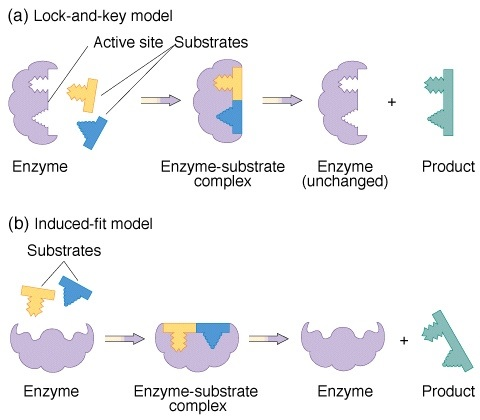 (a) Lock-and-key model
Active site
Substrates
+
Enzyme
Enzyme-substrate
complex
Enzyme
(unchanged)
Product
(b) Induced-fit model
Substrates
+
Enzyme
Enzyme-substrate
complex
Enzyme
Product